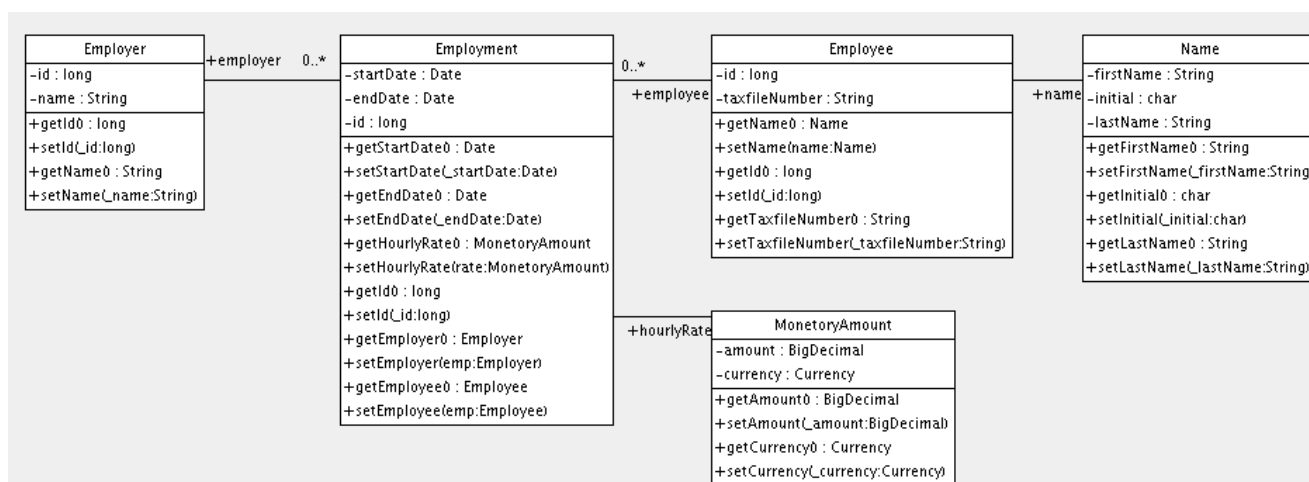 Employer
-id : long
-name : String
+getId() : long
+setId(_id:long)
+getName() : String
+setName(_name:String)
+employer
0..*
Employment
-startDate : Date
-endDate : Date
-id : long
+getStartDate() : Date
+setStartDate(_startDate:Date)
+getEndDate() : Date
+setEndDate(_endDate:Date)
+getHourlyRate() : MonetoryAmount
+setHourlyRate(rate:MonetoryAmount)
+getId() : long
+setId(_id:long)
+getEmployer() : Employer
+setEmployer(emp:Employer)
+getEmployee() : Employee
+setEmployee(emp:Employee)
0..*
+employee
Employee
-id : long
-taxfileNumber : String
+getName() : Name
+setName(name:Name)
+getId() : long
+setId(_id:long)
+getTaxfileNumber() : String
+setTaxfileNumber(_taxfileNumber:String)
+name
Name
-firstName : String
-initial : char
-lastName : String
+getFirstName() : String
+setFirstName(_firstName:String
+getInitial() : char
+setInitial(_initial:char)
+getLastName() : String
+setLastName(_lastName:String)
+hourlyRate
MonetoryAmount
-amount : BigDecimal
-currency : Currency
+getAmount() : BigDecimal
+setAmount(_amount:BigDecimal)
+getCurrency() : Currency
+setCurrency(_currency:Currency)